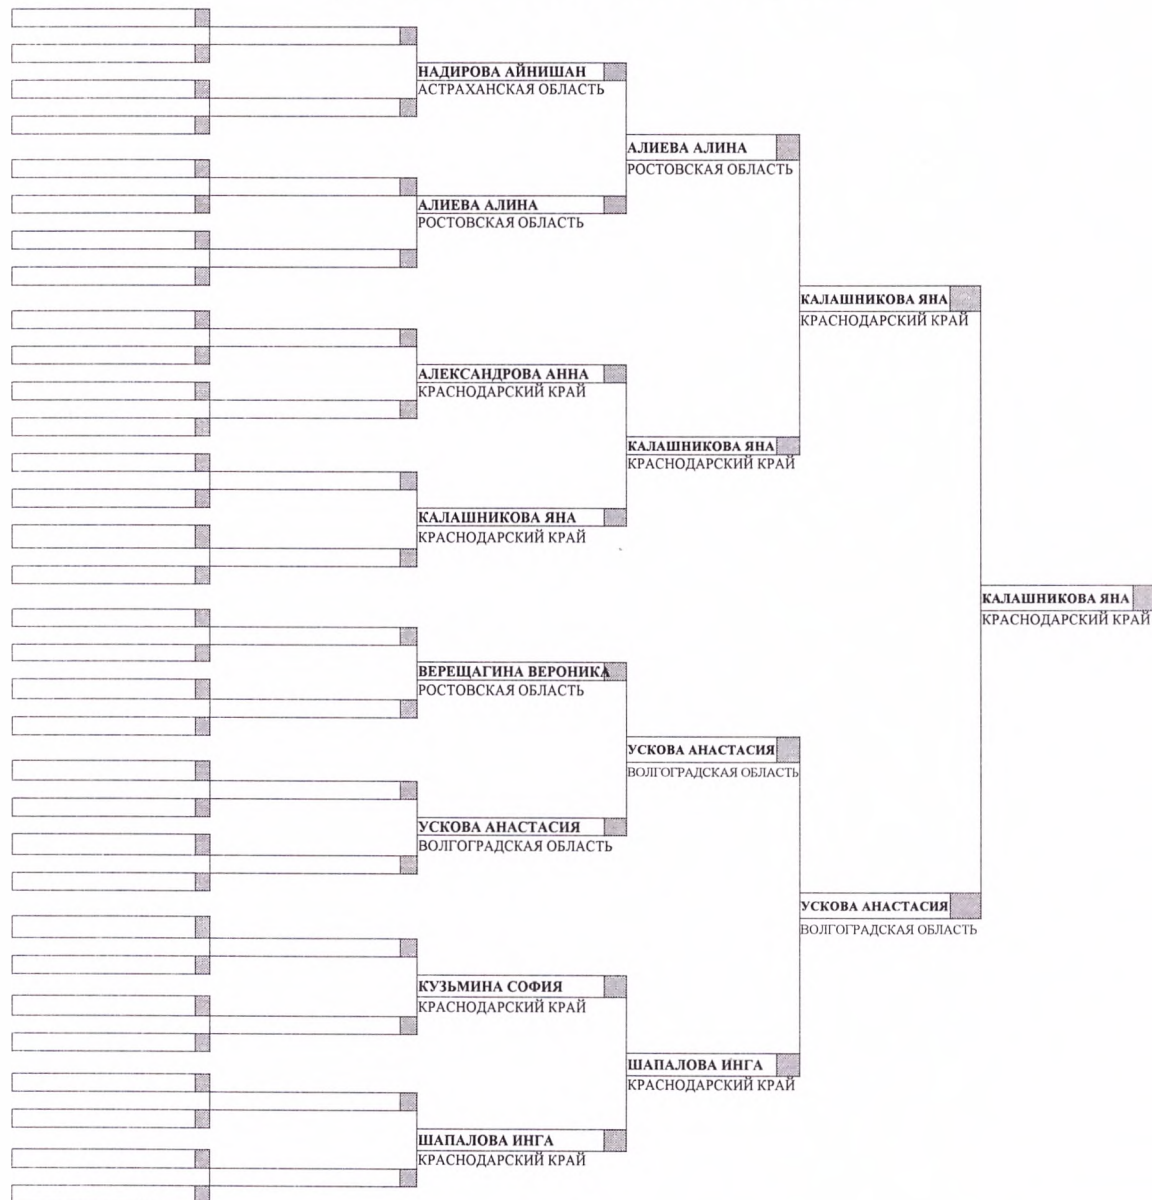 НАДИРОВА АЙНИШАН
АСТРАХАНСКАЯ ОБЛАСТЬ
АЛИЕВА АЛИНА
РОСТОВСКАЯ ОБЛАСТЬ
АЛИЕВА АЛИНА
РОСТОВСКАЯ ОБЛАСТЬ
КАЛАШНИКОВА ЯНА
КРАСНОДАРСКИЙ КРАЙ
АЛЕКСАНДРОВА АННА
КРАСНОДАРСКИЙ КРАЙ
КАЛАШНИКОВА ЯНА
КРАСНОДАРСКИЙ КРАЙ
КАЛАШНИКОВА ЯНА
КРАСНОДАРСКИЙ КРАЙ
КАЛАШНИКОВА ЯНА
КРАСНОДАРСКИЙ КРАЙ
ВЕРЕЩАГИНА ВЕРОНИКА
РОСТОВСКАЯ ОБЛАСТЬ
УСКОВА АНАСТАСИЯ
ВОЛГОГРАДСКАЯ ОБЛАСТЬ
УСКОВА АНАСТАСИЯ
ВОЛГОГРАДСКАЯ ОБЛАСТЬ
УСКОВА АНАСТАСИЯ
ВОЛГОГРАДСКАЯ ОБЛАСТЬ
КУЗЬМИНА СОФИЯ
КРАСНОДАРСКИЙ КРАЙ
ШАПАЛОВА ИНГА
КРАСНОДАРСКИЙ КРАЙ
ШАПАЛОВА ИНГА
КРАСНОДАРСКИЙ КРАЙ